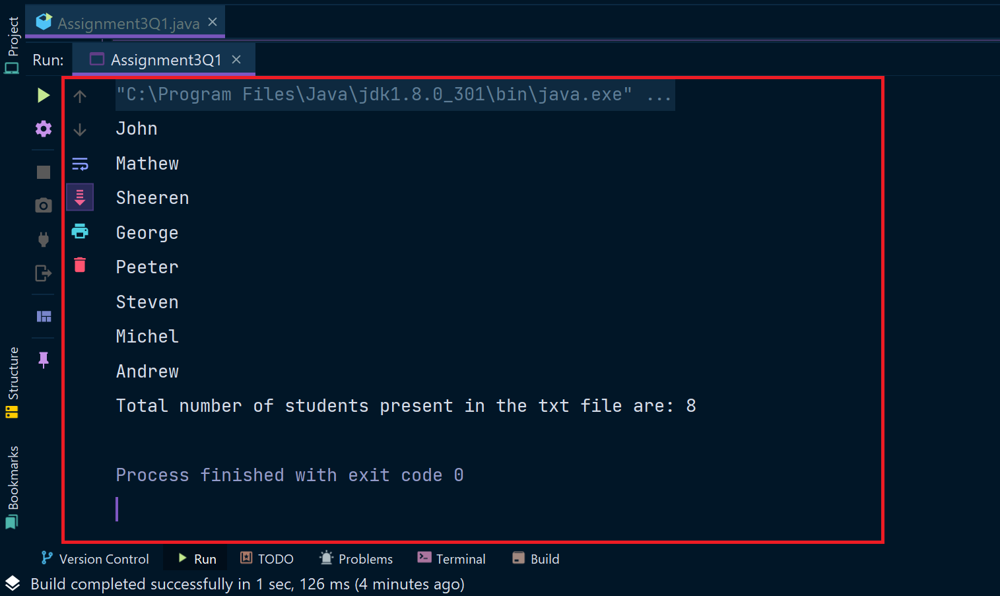 Project
Assignment3Q1.java
Run:
Assignment3Q1
"C:\Program Files\Java\jdk1.8.0_301\bin\java.exe" ...
John
Mathew
Sheeren
George
Peeter
Steven
Michel
Andrew
Total number of students present in the txt file are: 8
Process finished with exit code 0
Structure
Bookmarks
Version Control
Run
TODO
Problems
Terminal
Build
Build completed successfully in 1 sec, 126 ms (4 minutes ago)